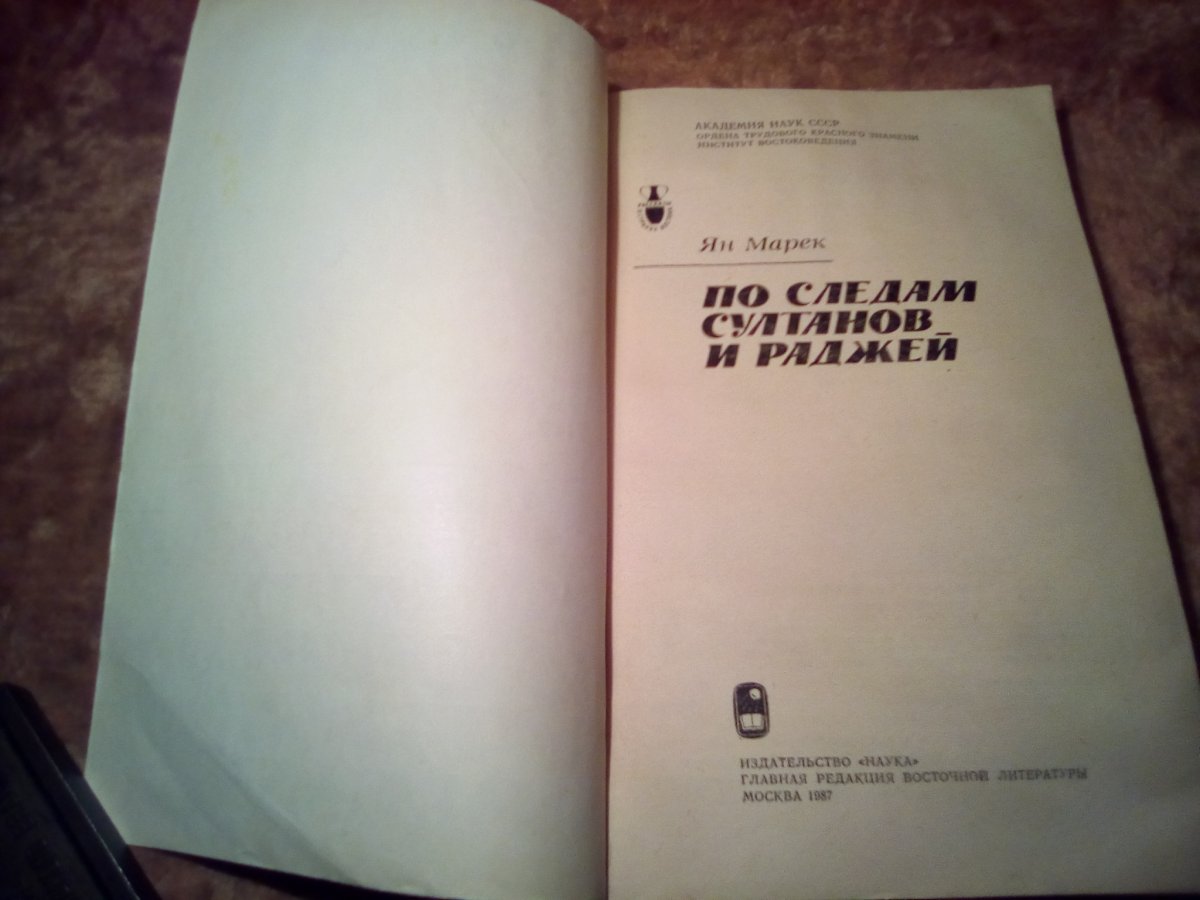 АКАДЕМИЯ НАУК СССР
ОРДЕНА ТРУДОВОГО КРАСНОГО ЗНАМЕНИ
ИНСТИТУТ ВОСТОКОВЕДЕНИЯ
Ян Марек
ПО СЛЕДАМ
СУЛТАНОВ
И РАДЖЕЙ
ИЗДАТЕЛЬСТВО «НАУКА»
ГЛАВНАЯ РЕДАКЦИЯ ВОСТОЧНОЙ ЛИТЕРАТУРЫ
МОСКВА 1987